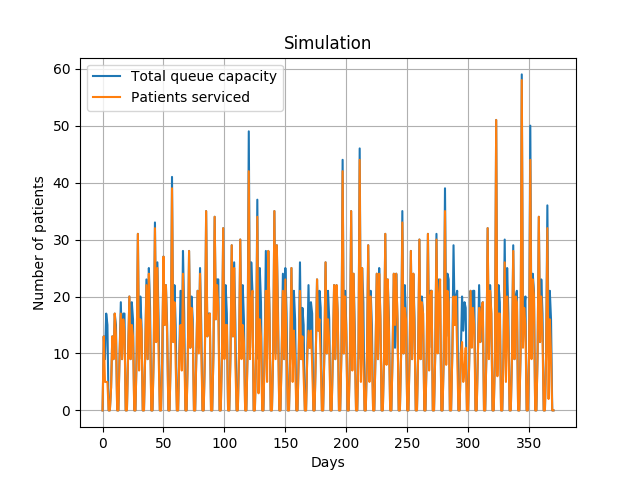 Simulation
Total queue capacity
Patients serviced
60
50
40
30
20
10
0
Number of patients
0 50 100 150 200 250 300 350
Days